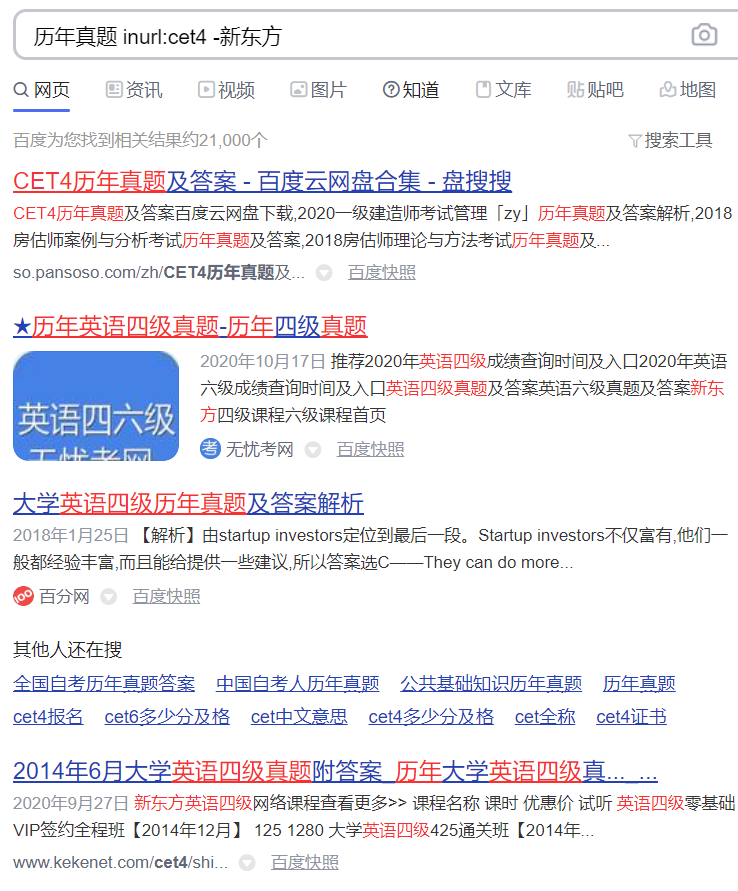 历年真题 inurl:cet4 -新东方
网页 资讯 视频 图片 知道 文库 贴吧 地图
百度为您找到相关结果约21,000个 搜索工具
CET4历年真题及答案 - 百度云网盘合集 - 盘搜搜
CET4历年真题及答案百度云网盘下载,2020一级建造师考试管理「zy」历年真题及答案解析,2018
房估师案例与分析考试历年真题及答案,2018房估师理论与方法考试历年真题及...
so.pansoso.com/zh/CET4历年真题及... 百度快照
★历年英语四级真题-历年四级真题
英语四六级
无忧考网
2020年10月17日 推荐2020年英语四级成绩查询时间及入口2020年英语
六级成绩查询时间及入口英语四级真题及答案英语六级真题及答案新东
方四级课程六级课程首页
考 无忧考网 百度快照
大学英语四级历年真题及答案解析
2018年1月25日 【解析】由startup investors定位到最后一段。Startup investors不仅富有,他们一
般都经验丰富,而且能给提供一些建议,所以答案选C——They can do more...
100 百分网 百度快照
其他人还在搜
全国自考历年真题答案 中国自考人历年真题 公共基础知识历年真题 历年真题
cet4报名 cet6多少分及格 cet中文意思 cet4多少分及格 cet全称 cet4证书
2014年6月大学英语四级真题附答案_历年大学英语四级真..._...
2020年9月27日 新东方英语四级网络课程查看更多>> 课程名称 课时 优惠价 试听 英语四级零基础
VIP签约全程班【2014年12月】 125 1280 大学英语四级425通关班【2014年...
www.kekenet.com/cet4/shi... 百度快照